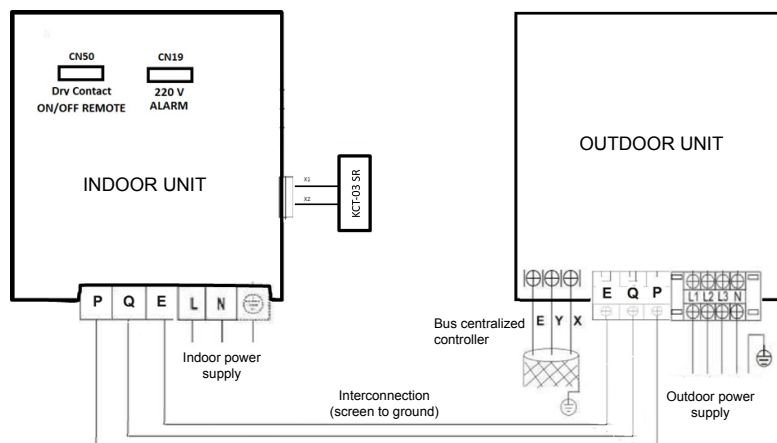 CN50
CN19
Dry Contact
ON/OFF REMOTE
220 V
ALARM
INDOOR UNIT
X1
X2
KCT-03 SR
P Q E L N
Indoor power
supply
OUTDOOR UNIT
E Q P
L1 L2 L3 N
E Y X
Bus centralized
controller
Interconnection
(screen to ground)
Outdoor power
supply